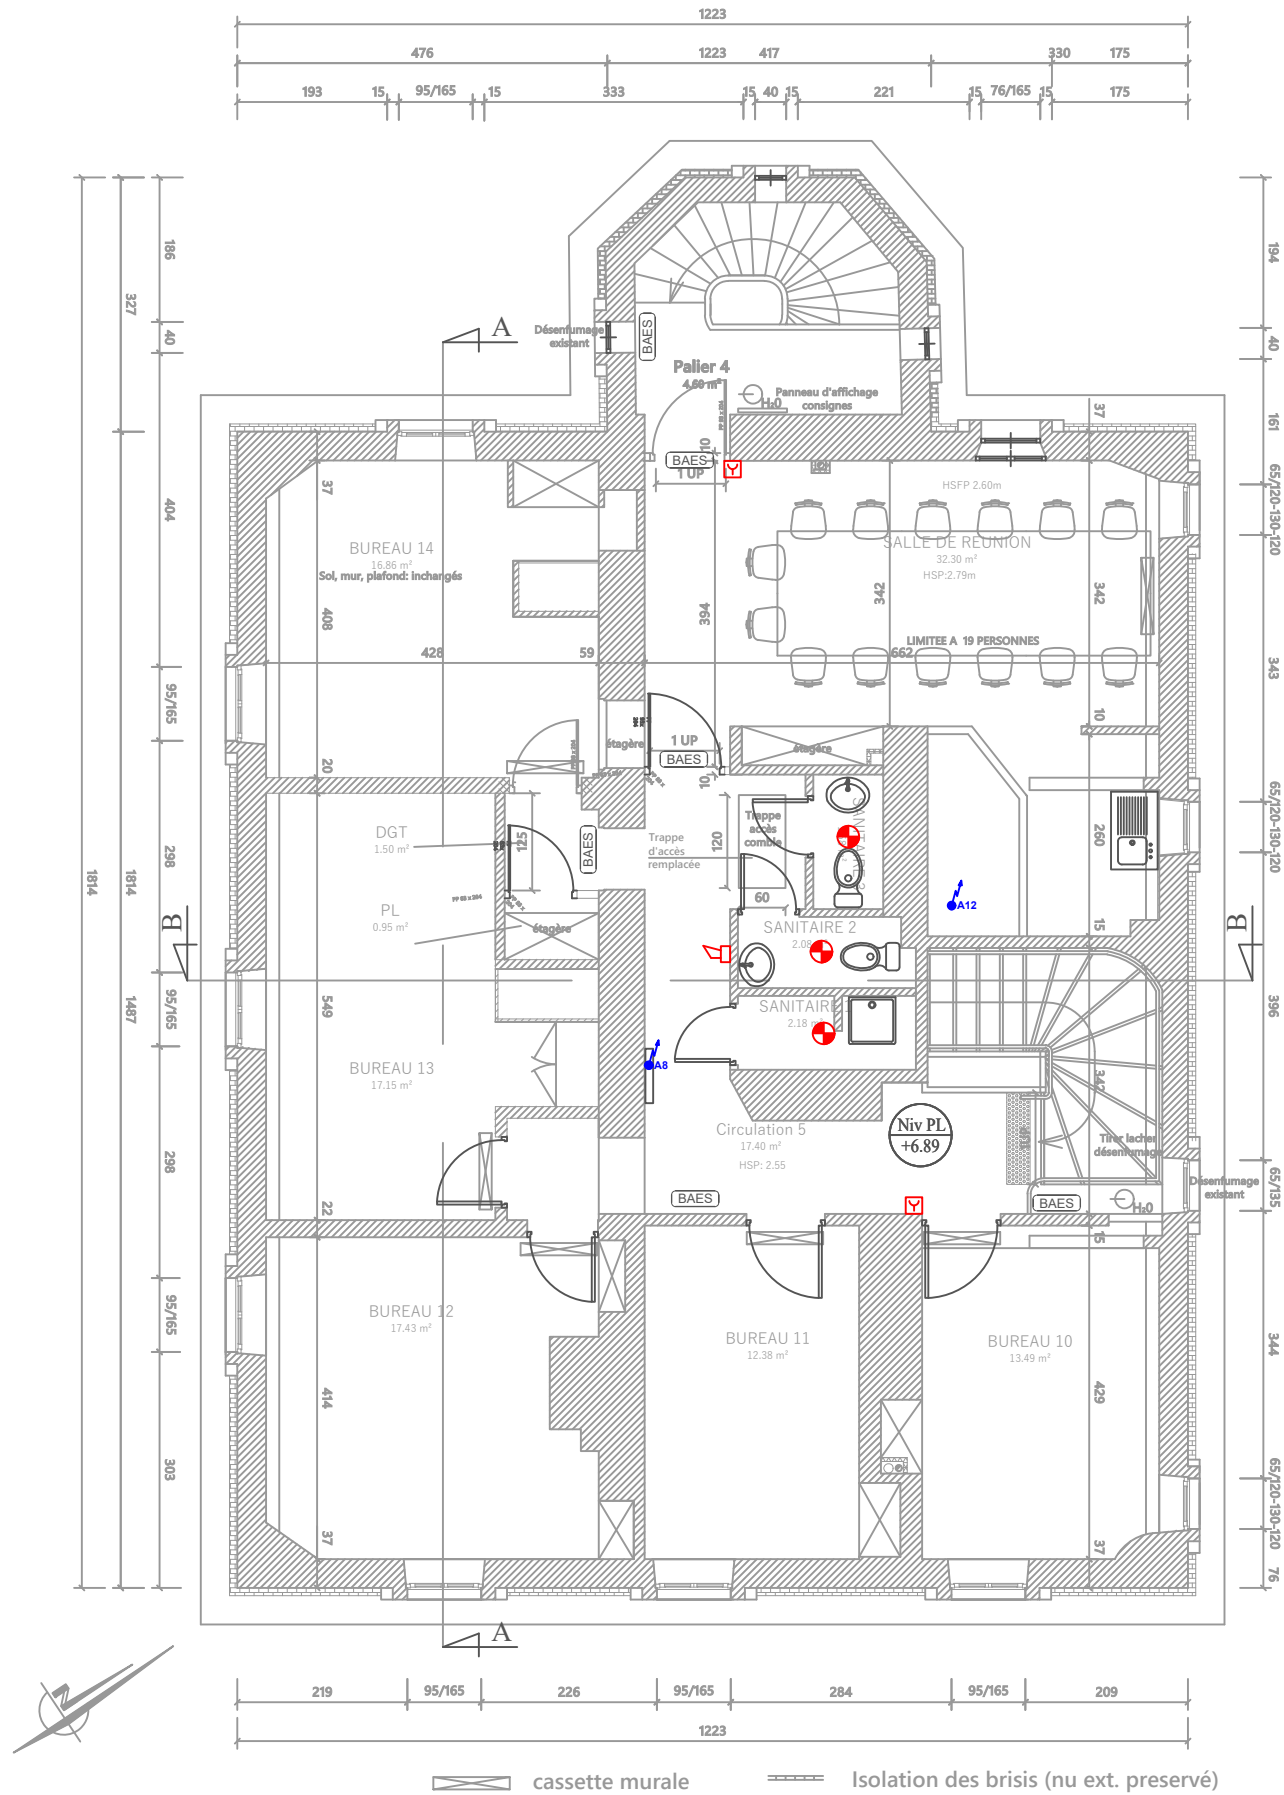 1223
476
1223
417
330
175
193
15
95/165
15
333
15
40
15
221
15
76/165
15
175
186
40
327
404
95/165
298
95/165
298
95/165
303
1814
1814
1487
194
40
161
65/120-130-120
343
65/120-130-120
396
65/135
344
65/120-130-120
76
A
Désenfumage
existant
BAES
Palier 4
4.60 m²
H₂0
Panneau d'affichage
consignes
BAES
1 UP
10
37
37
HSFP 2.60m
BUREAU 14
16.86 m²
Sol, mur, plafond: inchangés
SALLE DE REUNION
32.30 m²
HSP:2.79m
LIMITEE A 19 PERSONNES
408
394
342
342
428
59
662
10
étagère
1 UP
BAES
étagère
10
20
DGT
1.50 m²
125
BAES
Trappe
d'accès
remplacée
120
Trappe
accès
comble
60
260
PL
0.95 m²
PP 83 x 204
étagère
SANITAIRE 2
2.08
A12
15
B
B
549
SANITAIRE
2.18 m²
BUREAU 13
17.15 m²
A8
342
Circulation 5
17.40 m²
HSP: 2.55
Niv PL
+6.89
Tirer lacher
désenfumage
Désenfumage
existant
BAES
BAES
H₂0
22
15
BUREAU 12
17.43 m²
BUREAU 11
12.38 m²
BUREAU 10
13.49 m²
414
429
37
37
A
219
95/165
226
95/165
284
95/165
209
1223
cassette murale
Isolation des brisis (nu ext. preservé)